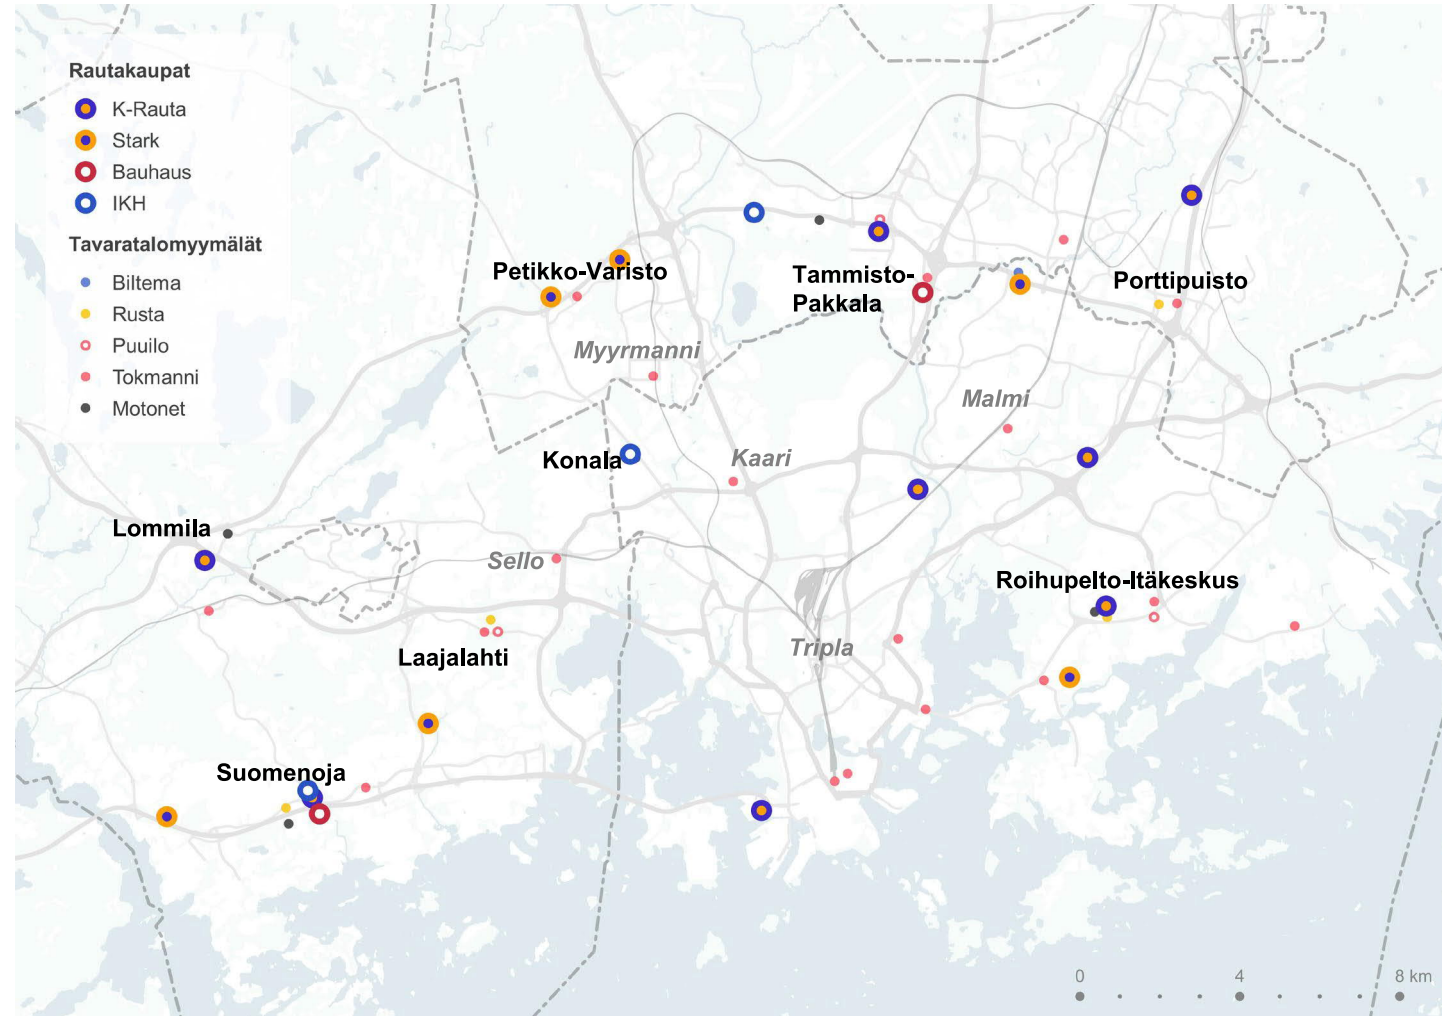 Rautakaupat
K-Rauta
Stark
Bauhaus
IKH
Tavaratalomyymälät
Biltema
Rusta
Puuilo
Tokmanni
Motonet
Petikko-Varisto
Tammisto-
Pakkala
Porttipuisto
Myyrmanni
Malmi
Konala
Kaari
Lommila
Sello
Roihupelto-Itäkeskus
Laajalahti
Tripla
Suomenoja
0 4 8 km